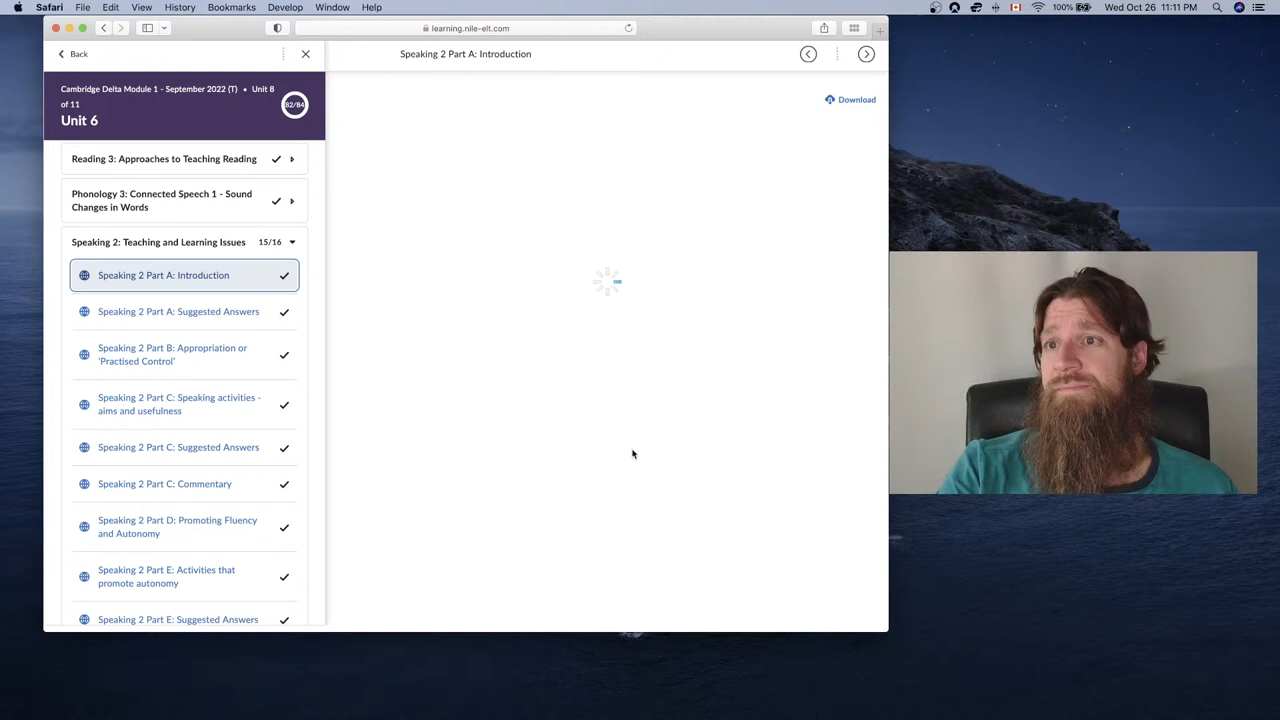 Safari File Edit View History Bookmarks Develop Window Help
100% Wed Oct 26 11:11 PM
learning.nile-elt.com
Back
Speaking 2 Part A: Introduction
Cambridge Delta Module 1 - September 2022 (T) • Unit 8
of 11
82/84
Unit 6
Download
Reading 3: Approaches to Teaching Reading
Phonology 3: Connected Speech 1 - Sound
Changes in Words
Speaking 2: Teaching and Learning Issues 15/16
Speaking 2 Part A: Introduction
Speaking 2 Part A: Suggested Answers
Speaking 2 Part B: Appropriation or
'Practised Control'
Speaking 2 Part C: Speaking activities -
aims and usefulness
Speaking 2 Part C: Suggested Answers
Speaking 2 Part C: Commentary
Speaking 2 Part D: Promoting Fluency
and Autonomy
Speaking 2 Part E: Activities that
promote autonomy
Speaking 2 Part E: Suggested Answers